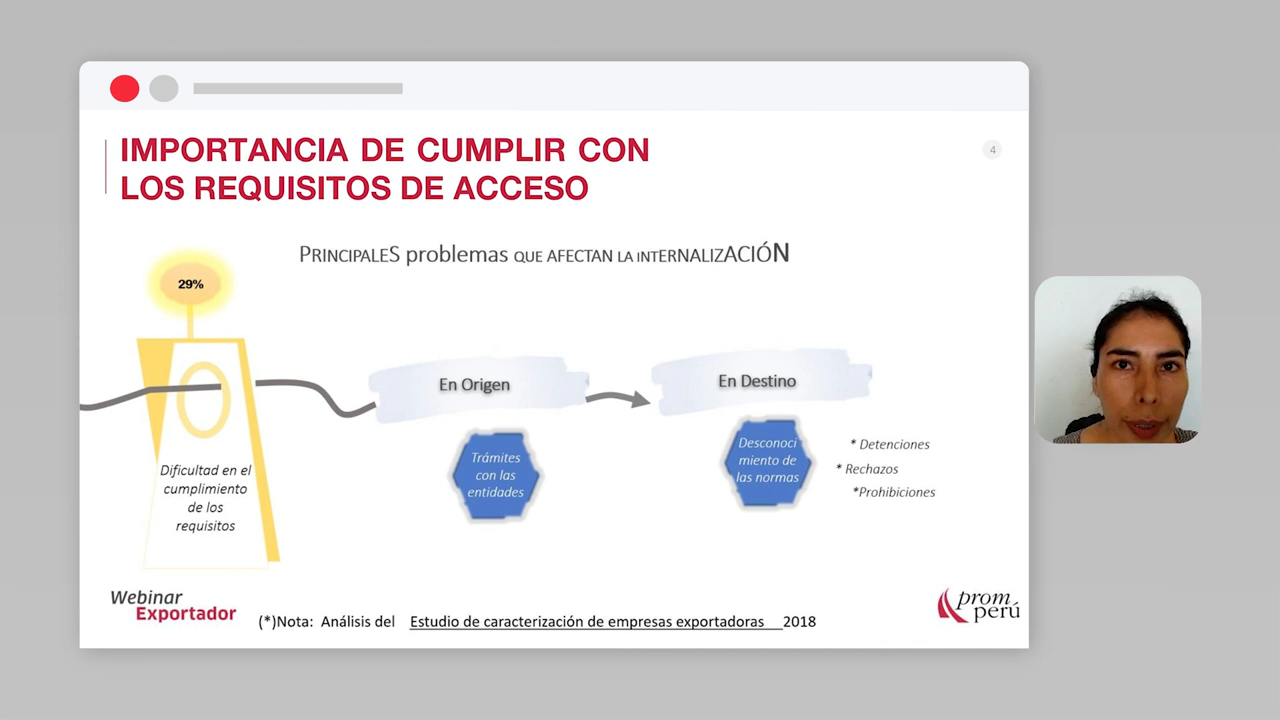 IMPORTANCIA DE CUMPLIR CON
LOS REQUISITOS DE ACCESO
4
PRINCIPALES problemas QUE AFECTAN LA INTERNALIZACIÓN
29%
Dificultad en el
cumplimiento
de los
requisitos
En Origen
Trámites
con las
entidades
En Destino
Desconoci
miento de
las normas
* Detenciones
* Rechazos
*Prohibiciones
Webinar
Exportador
(*)Nota: Análisis del Estudio de caracterización de empresas exportadoras 2018
prom
perú